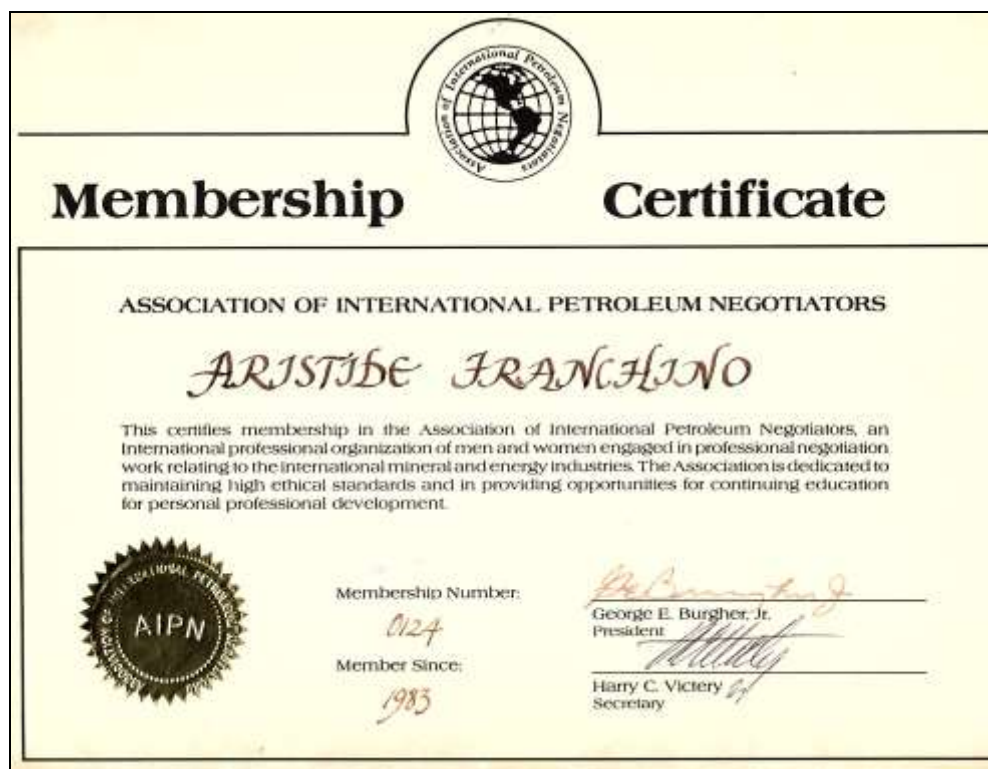 Association of International Petroleum Negotiators
Membership Certificate
ASSOCIATION OF INTERNATIONAL PETROLEUM NEGOTIATORS
ARISTIDE FRANCHINO
This certifies membership in the Association of International Petroleum Negotiators, an
International professional organization of men and women engaged in professional negotiation
work relating to the international mineral and energy industries. The Association is dedicated to
maintaining high ethical standards and in providing opportunities for continuing education
for personal professional development.
ASSOCIATION OF INTERNATIONAL PETROLEUM
AIPN
Membership Number:
0124
Member Since:
1983
George E. Burgher, Jr.
President
Harry C. Victery
Secretary